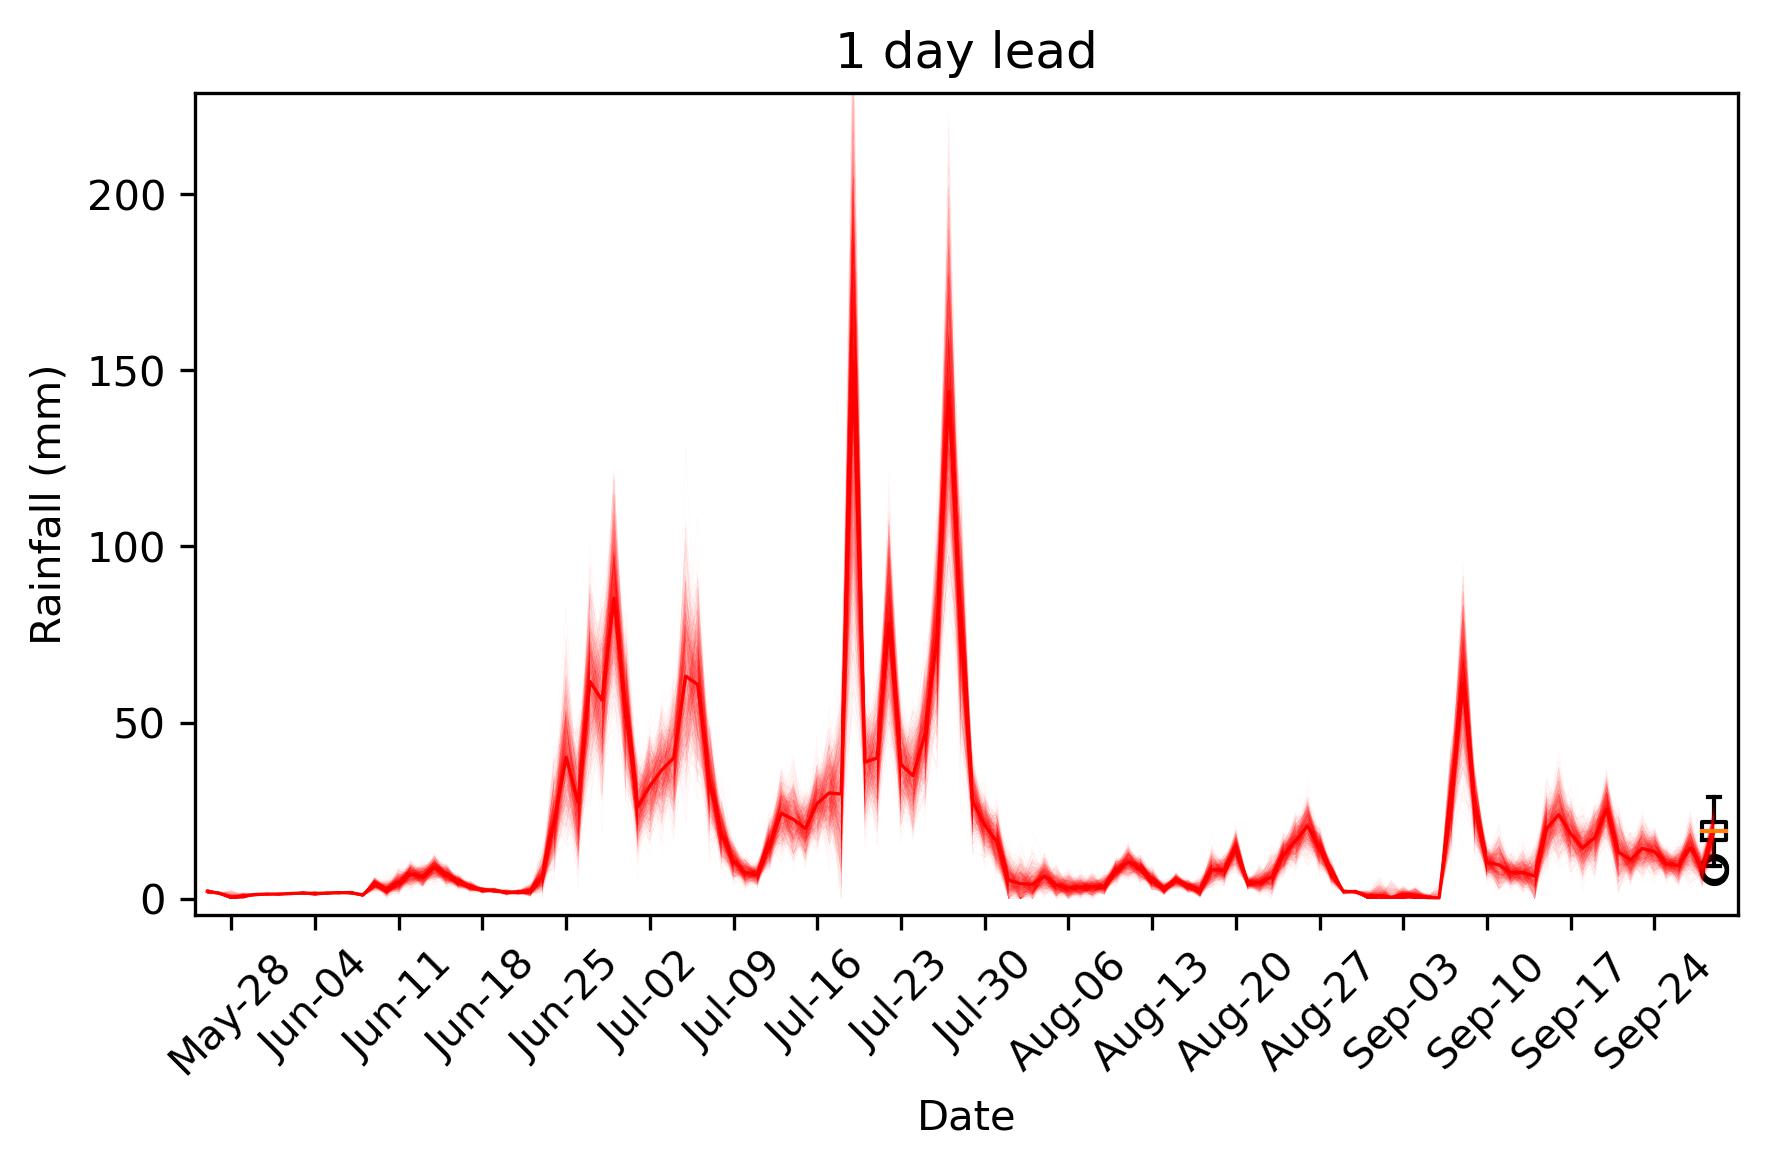 1 day lead
Rainfall (mm)
200
150
100
50
0
May-28
Jun-04
Jun-11
Jun-18
Jun-25
Jul-02
Jul-09
Jul-16
Jul-23
Jul-30
Aug-06
Aug-13
Aug-20
Aug-27
Sep-03
Sep-10
Sep-17
Sep-24
Date